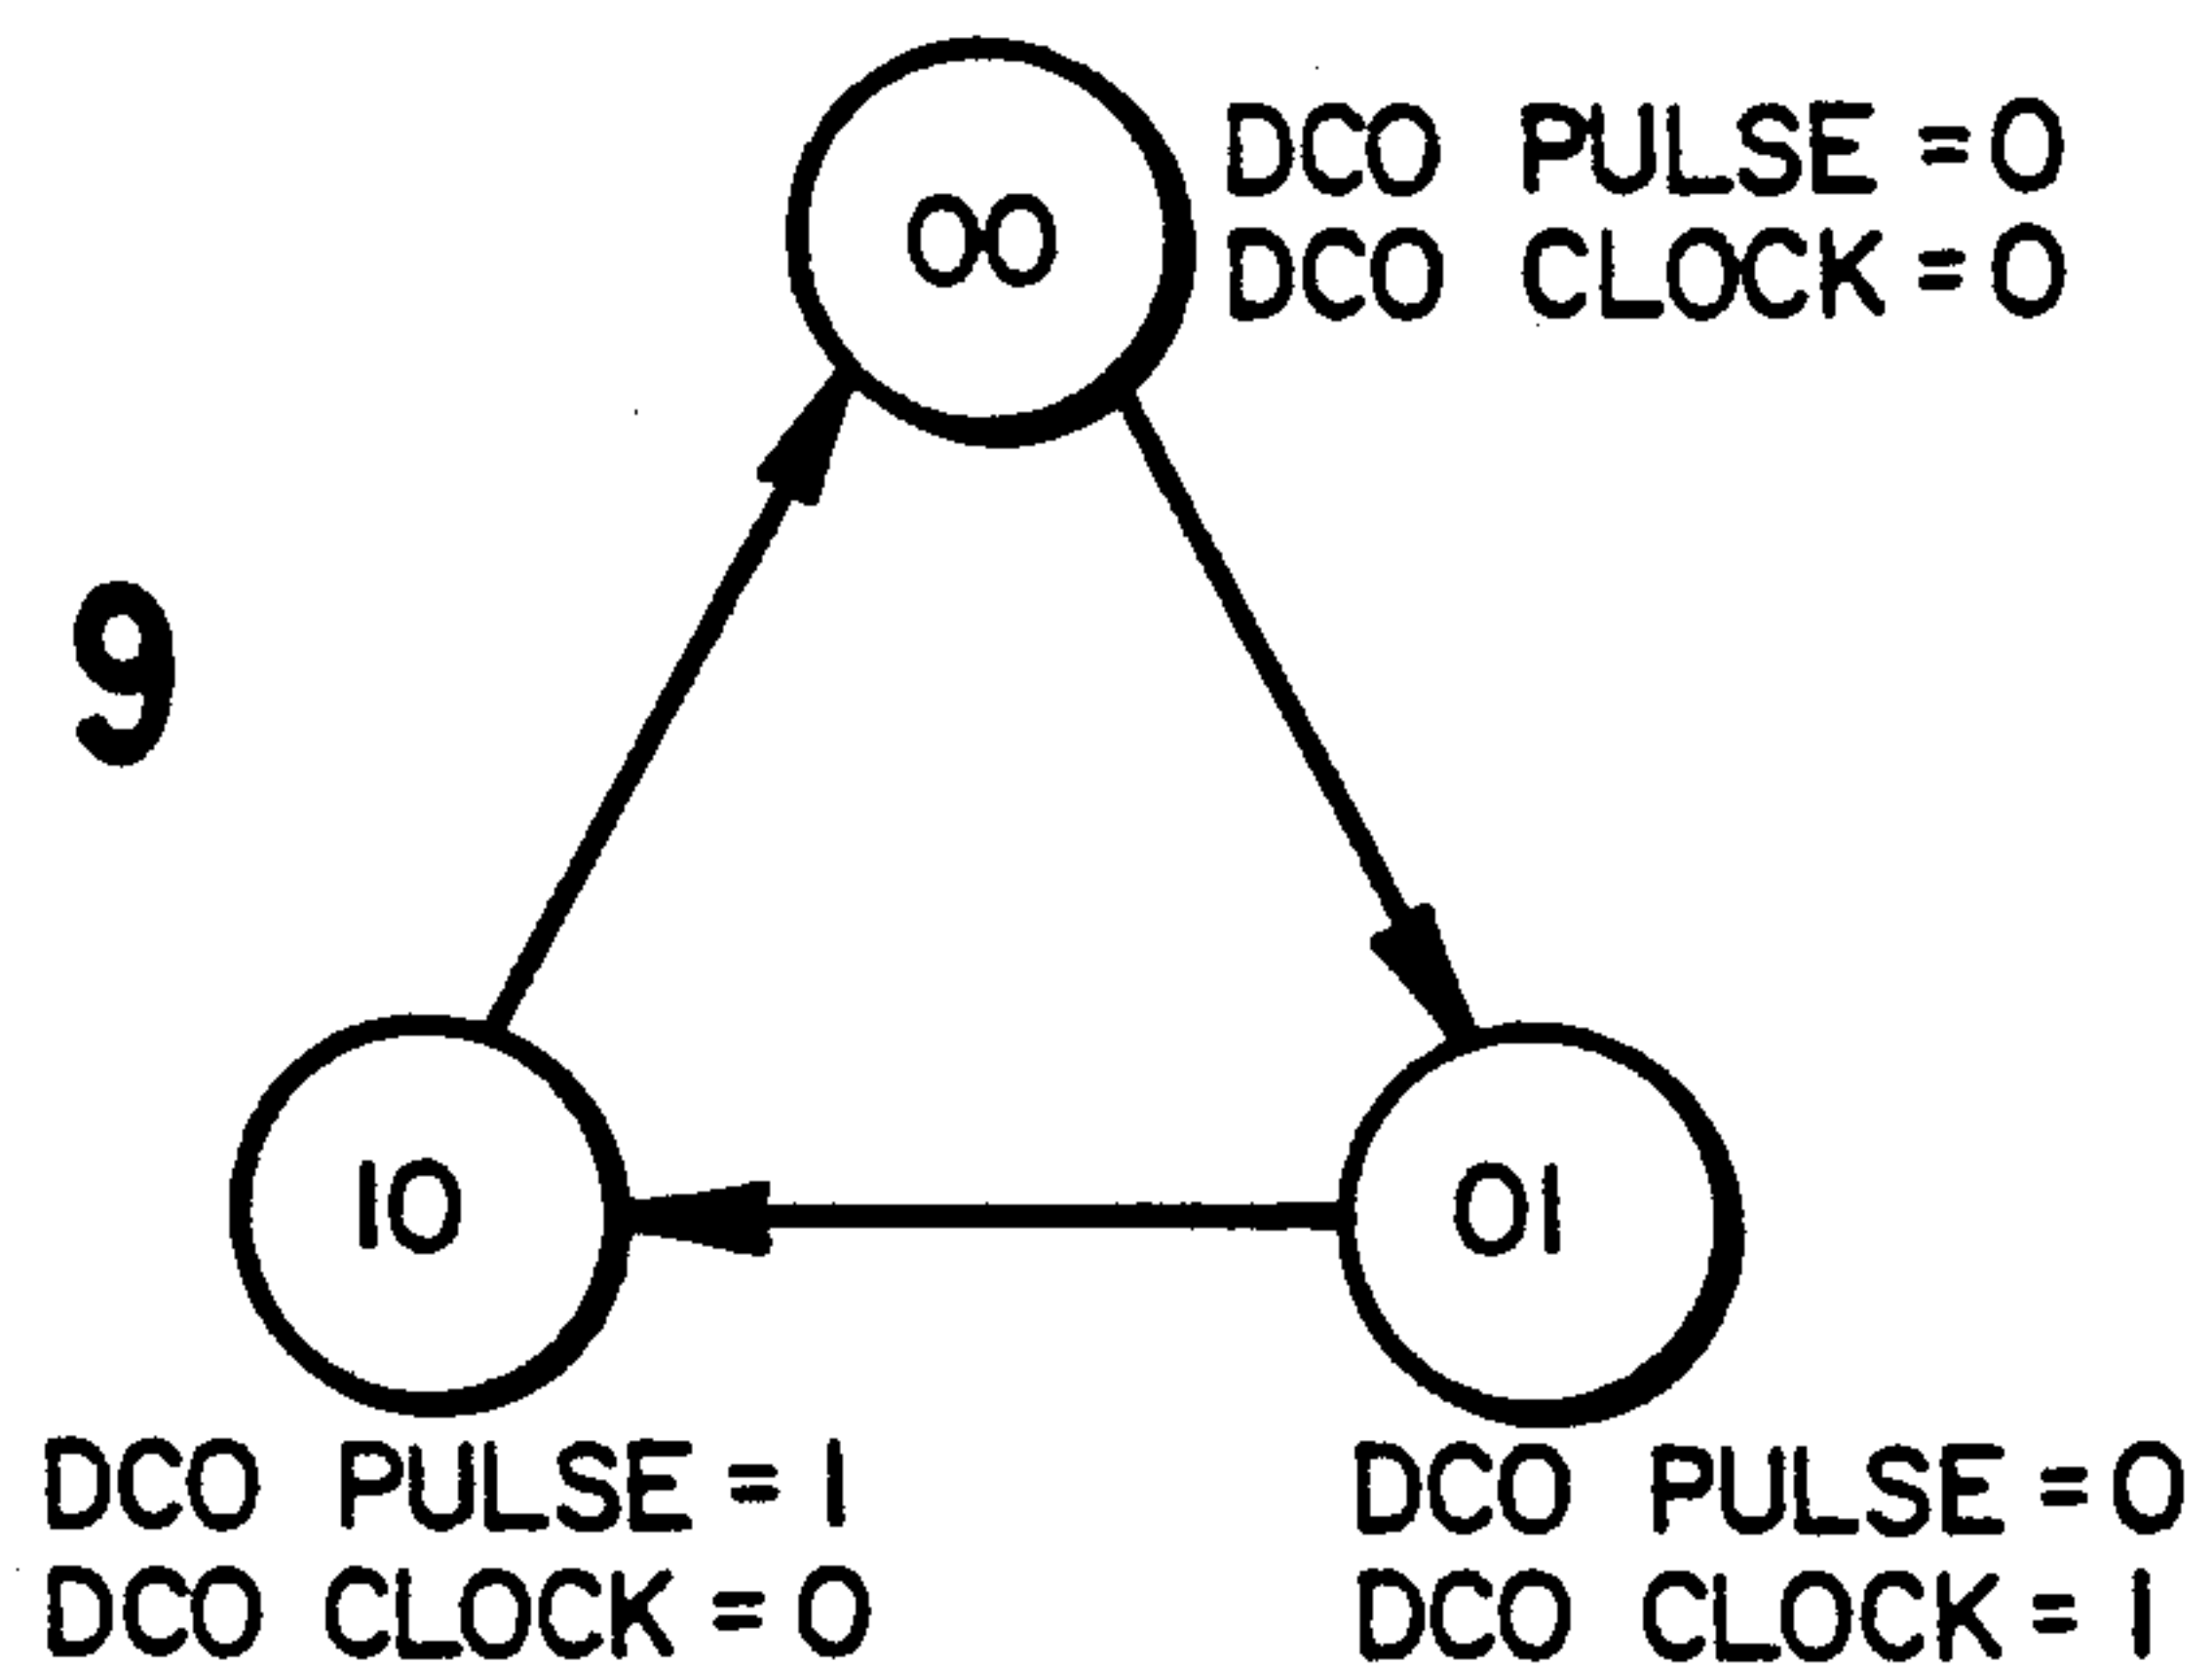 00
DCO PULSE = 0
DCO CLOCK = 0
9
10
01
DCO PULSE = 1
DCO CLOCK = 0
DCO PULSE = 0
DCO CLOCK = 1